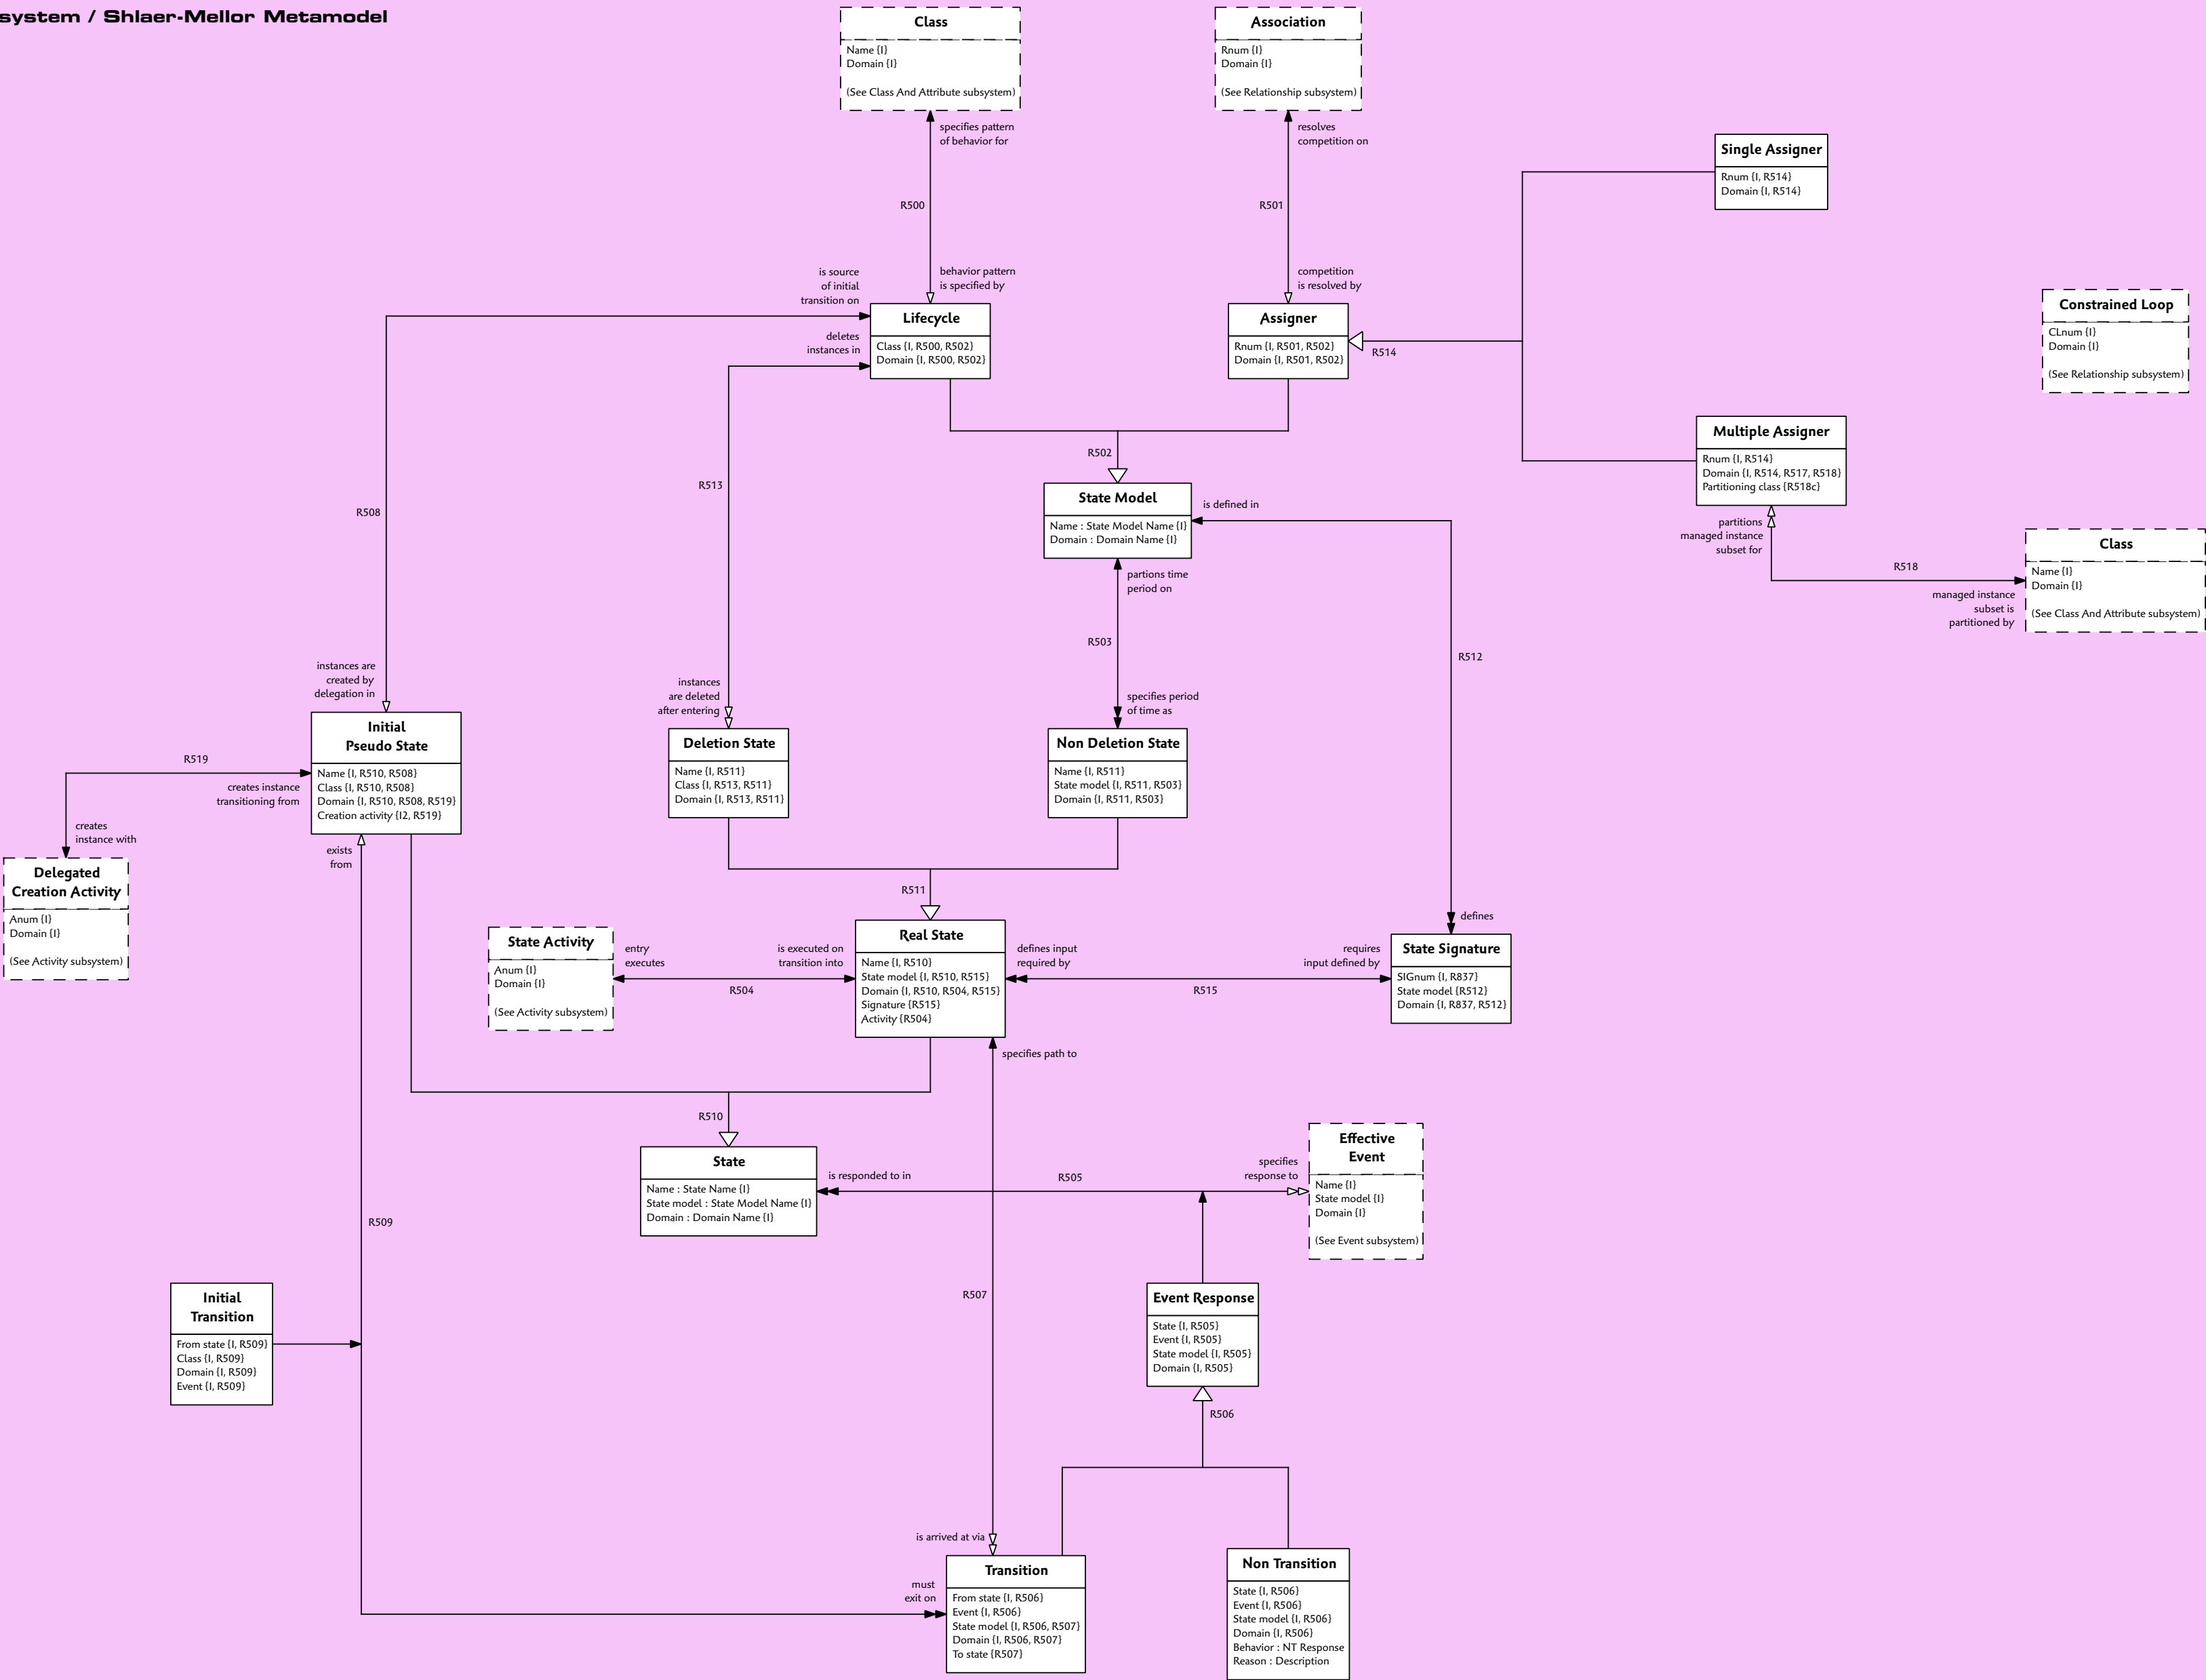 system / Shlaer-Mellor Metamodel
Class
Name {I}
Domain {I}
(See Class And Attribute subsystem)
Association
Rnum {I}
Domain {I}
(See Relationship subsystem)
specifies pattern
of behavior for
resolves
competition on
Single Assigner
Rnum {I, R514}
Domain {I, R514}
R500
R501
is source
of initial
transition on
behavior pattern
is specified by
competition
is resolved by
Lifecycle
Class {I, R500, R502}
Domain {I, R500, R502}
deletes
instances in
Assigner
Rnum {I, R501, R502}
Domain {I, R501, R502}
R514
Constrained Loop
CLnum {I}
Domain {I}
(See Relationship subsystem)
Multiple Assigner
Rnum {I, R514}
Domain {I, R514, R517, R518}
Partitioning class {R518c}
R502
R513
R508
State Model
Name : State Model Name {I}
Domain : Domain Name {I}
is defined in
partitions
managed instance
subset for
R518
managed instance
subset is
partitioned by
Class
Name {I}
Domain {I}
(See Class And Attribute subsystem)
partions time
period on
R503
R512
instances are
created by
delegation in
instances
are deleted
after entering
specifies period
of time as
Initial
Pseudo State
Name {I, R510, R508}
Class {I, R510, R508}
Domain {I, R510, R508, R519}
Creation activity {I2, R519}
Deletion State
Name {I, R511}
Class {I, R513, R511}
Domain {I, R513, R511}
Non Deletion State
Name {I, R511}
State model {I, R511, R503}
Domain {I, R511, R503}
R519
creates instance
transitioning from
creates
instance with
exists
from
Delegated
Creation Activity
Anum {I}
Domain {I}
(See Activity subsystem)
R511
defines
State Activity
Anum {I}
Domain {I}
(See Activity subsystem)
entry
executes
R504
is executed on
transition into
Real State
Name {I, R510}
State model {I, R510, R515}
Domain {I, R510, R504, R515}
Signature {R515}
Activity {R504}
defines input
required by
R515
requires
input defined by
State Signature
SIGnum {I, R837}
State model {R512}
Domain {I, R837, R512}
specifies path to
R510
State
Name : State Name {I}
State model : State Model Name {I}
Domain : Domain Name {I}
is responded to in
R505
specifies
response to
Effective
Event
Name {I}
State model {I}
Domain {I}
(See Event subsystem)
R509
R507
Initial
Transition
From state {I, R509}
Class {I, R509}
Domain {I, R509}
Event {I, R509}
Event Response
State {I, R505}
Event {I, R505}
State model {I, R505}
Domain {I, R505}
R506
is arrived at via
must
exit on
Transition
From state {I, R506}
Event {I, R506}
State model {I, R506, R507}
Domain {I, R506, R507}
To state {R507}
Non Transition
State {I, R506}
Event {I, R506}
State model {I, R506}
Domain {I, R506}
Behavior : NT Response
Reason : Description